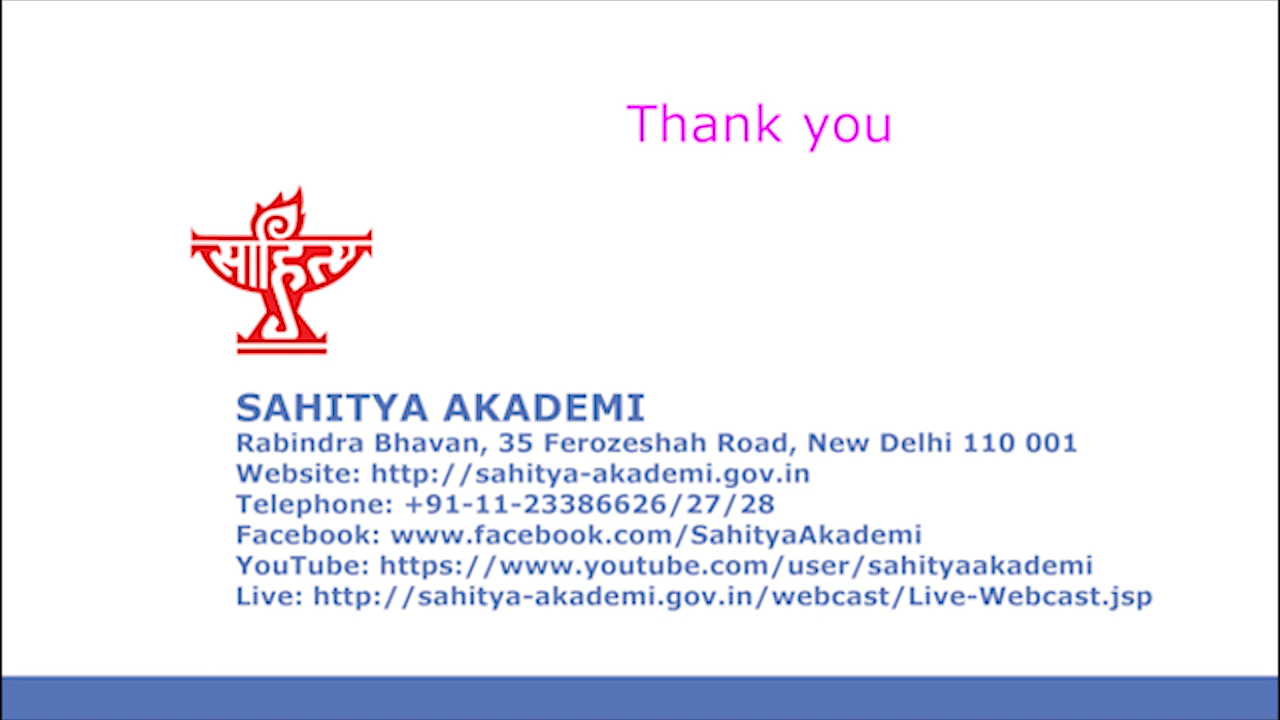 Thank you
साहित्य
SAHITYA AKADEMI
Rabindra Bhavan, 35 Ferozeshah Road, New Delhi 110 001
Website: http://sahitya-akademi.gov.in
Telephone: +91-11-23386626/27/28
Facebook: www.facebook.com/SahityaAkademi
YouTube: https://www.youtube.com/user/sahityaakademi
Live: http://sahitya-akademi.gov.in/webcast/Live-Webcast.jsp